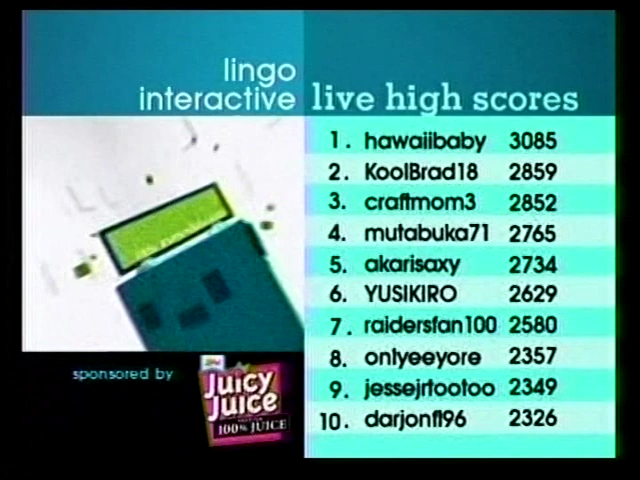 lingo
interactive
live high scores
1. hawaiibaby 3085
2. KoolBrad18 2859
3. craftmom3 2852
4. mutabuka71 2765
5. akarisaxy 2734
6. YUSIKIRO 2629
7. raidersfan100 2580
8. ontyeeyore 2357
9. jessejrtootoo 2349
10. darjonfl96 2326
sponsored by
Juicy
Juice
100% JUICE